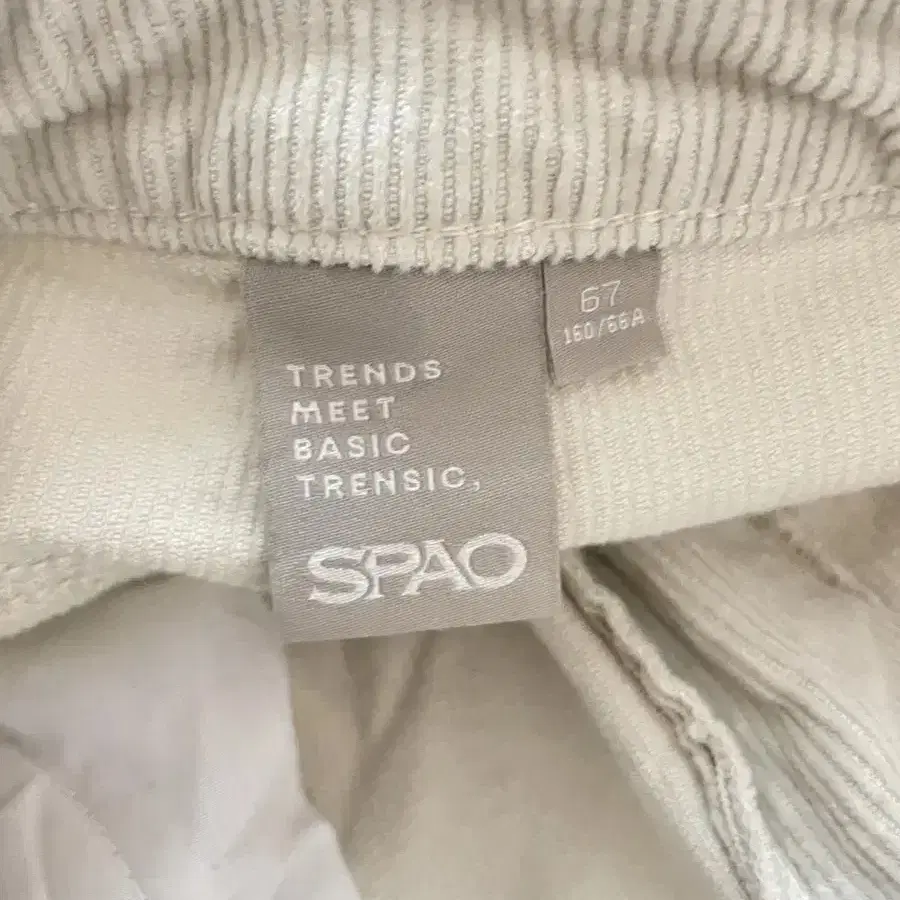 TRENDS
MEET
BASIC
TRENSIC,
SPAO
67
160/66A